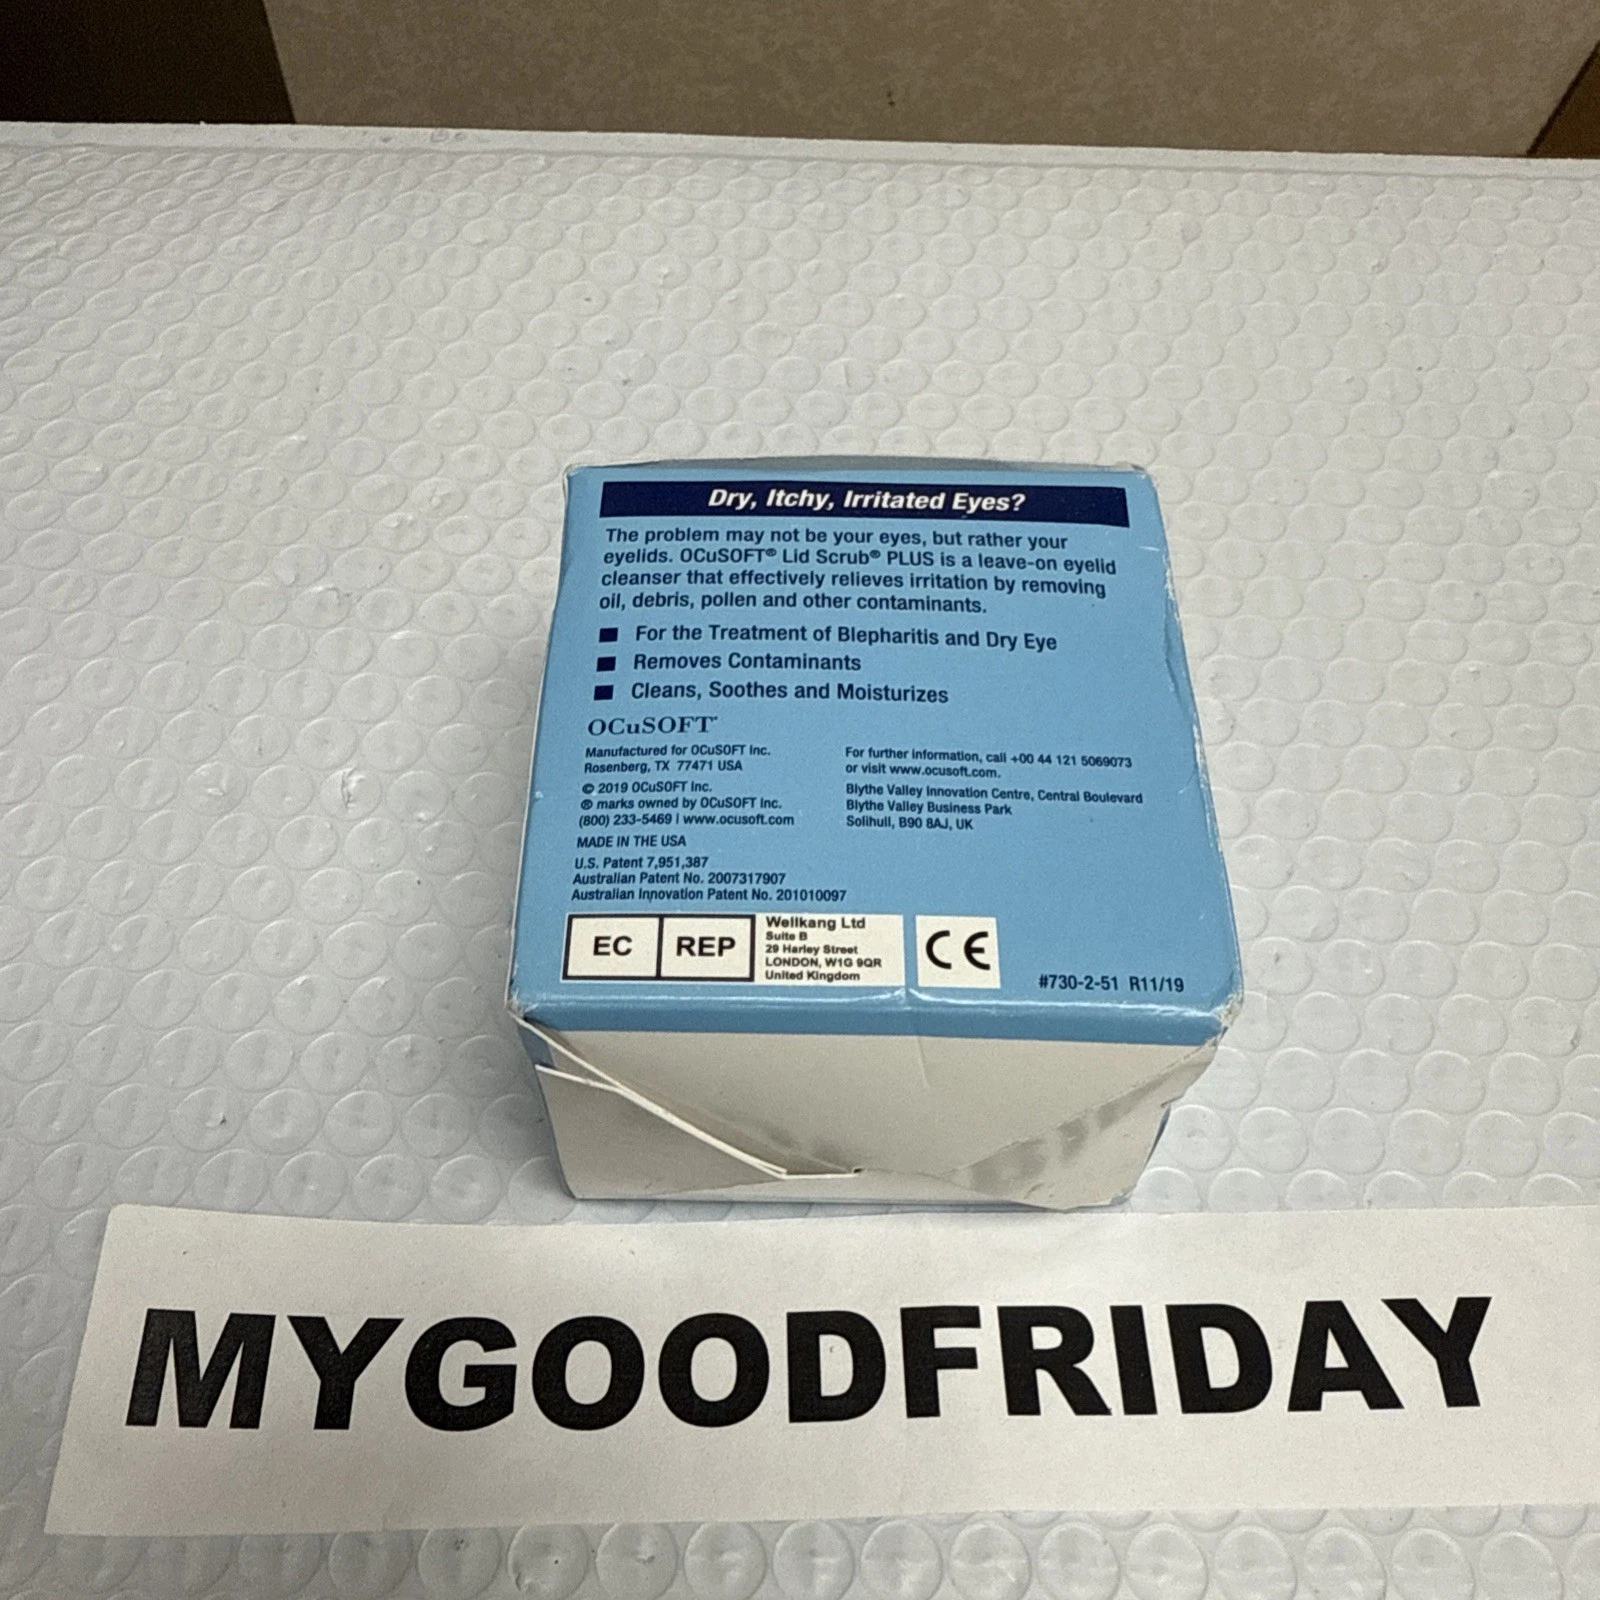 Dry, Itchy, Irritated Eyes?
The problem may not be your eyes, but rather your
eyelids. OCuSOFT® Lid Scrub® PLUS is a leave-on eyelid
cleanser that effectively relieves irritation by removing
oil, debris, pollen and other contaminants.
■ For the Treatment of Blepharitis and Dry Eye
■ Removes Contaminants
■ Cleans, Soothes and Moisturizes
OCuSOFT®
Manufactured for OCuSOFT Inc.
Rosenberg, TX 77471 USA
© 2019 OCuSOFT Inc.
® marks owned by OCuSOFT Inc.
(800) 233-5469 | www.ocusoft.com
MADE IN THE USA
U.S. Patent 7,951,387
Australian Patent No. 2007317907
Australian Innovation Patent No. 201010097
For further information, call +00 44 121 5069073
or visit www.ocusoft.com.
Blythe Valley Innovation Centre, Central Boulevard
Blythe Valley Business Park
Solihull, B90 8AJ, UK
EC REP
Wellkang Ltd
Suite B
29 Harley Street
LONDON, W1G 9QR
United Kingdom
CE
#730-2-51 R11/19
MYGOODFRIDAY